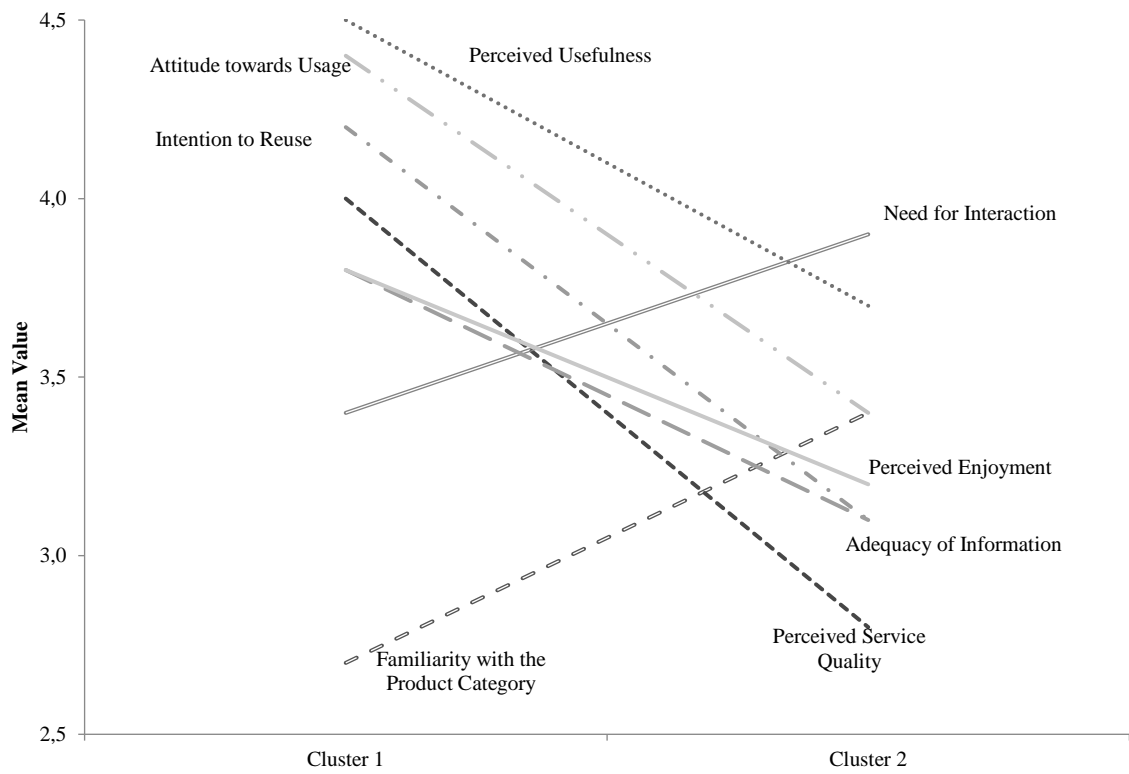 4,5
Perceived Usefulness
Attitude towards Usage
Intention to Reuse
4,0
Need for Interaction
Mean Value
3,5
Perceived Enjoyment
Adequacy of Information
3,0
Perceived Service
Quality
Familiarity with the
Product Category
2,5
Cluster 1
Cluster 2